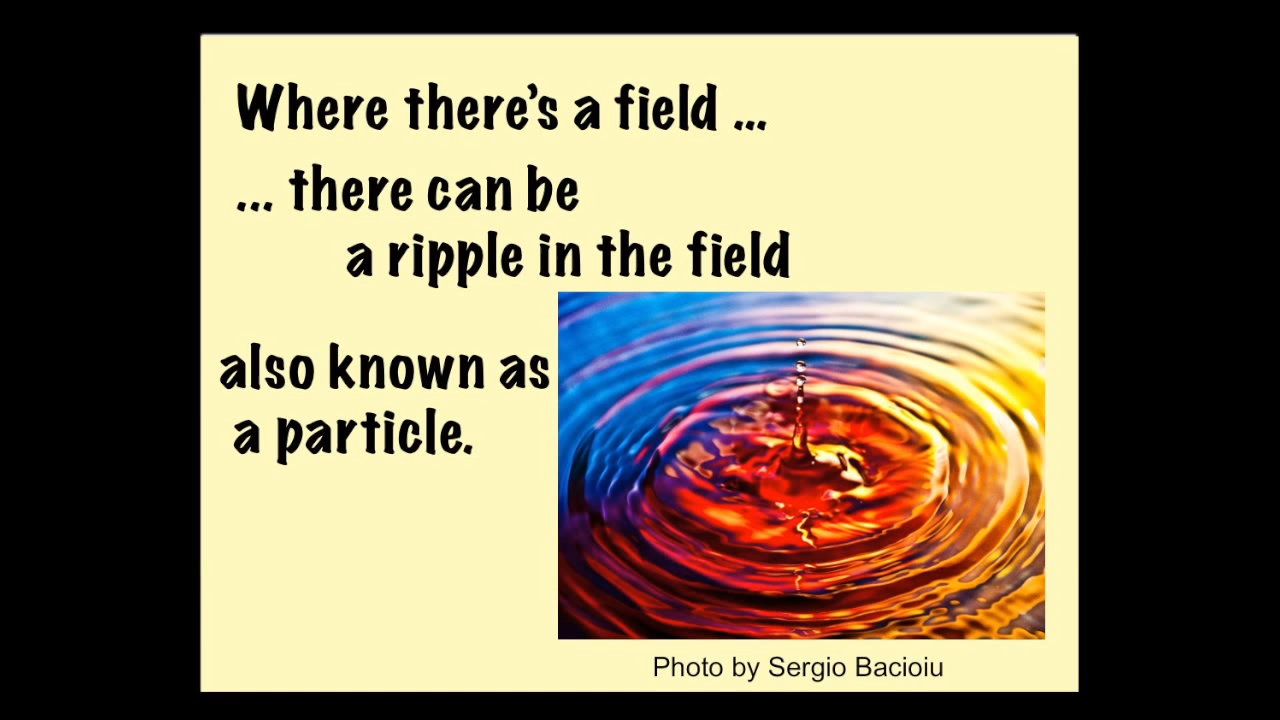 Where there’s a field ...
... there can be
a ripple in the field
also known as
a particle.
Photo by Sergio Bacioiu